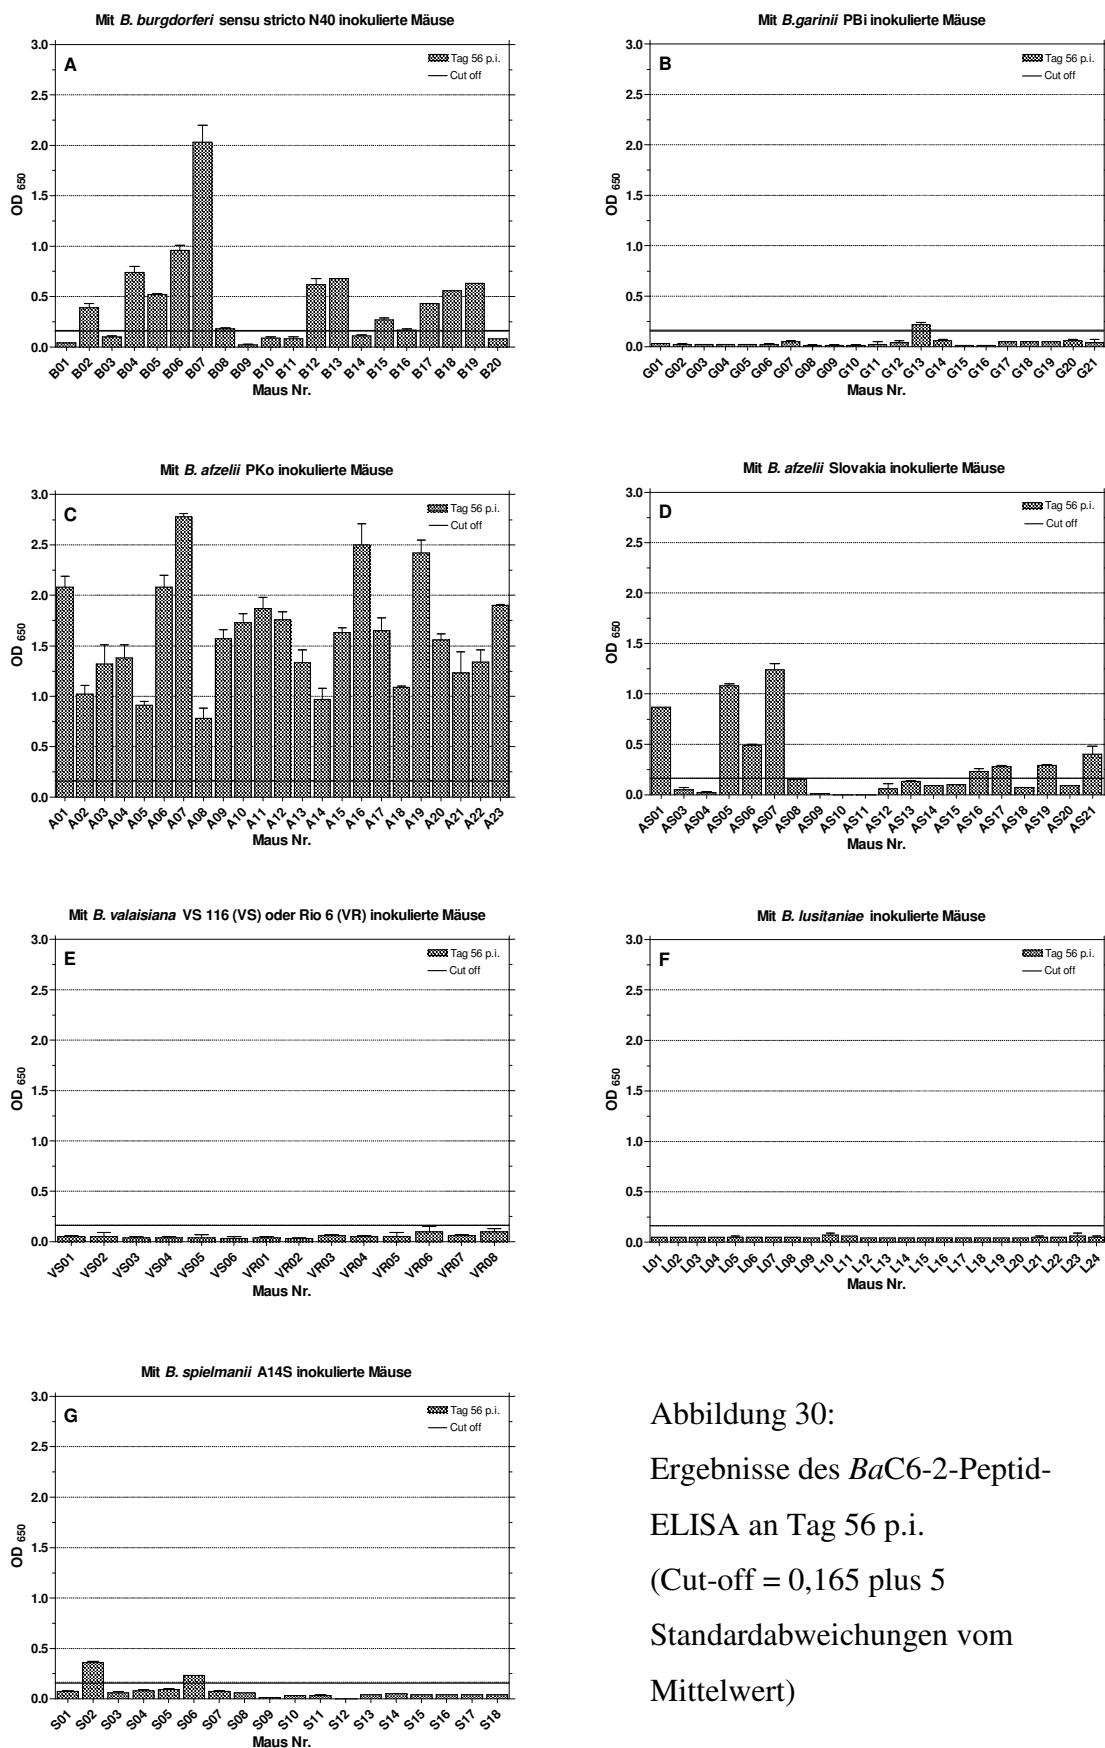 Mit B. burgdorferi sensu stricto N40 inokulierte Mäuse
A
Tag 56 p.i.
Cut off
OD 650
3.0
2.5
2.0
1.5
1.0
0.5
0.0
B01 B02 B03 B04 B05 B06 B07 B08 B09 B10 B11 B12 B13 B14 B15 B16 B17 B18 B19 B20
Maus Nr.
Mit B.garinii PBi inokulierte Mäuse
B
Tag 56 p.i.
Cut off
OD 650
3.0
2.5
2.0
1.5
1.0
0.5
0.0
G01 G02 G03 G04 G05 G06 G07 G08 G09 G10 G11 G12 G13 G14 G15 G16 G17 G18 G19 G20 G21
Maus Nr.
Mit B. afzelii PKo inokulierte Mäuse
C
Tag 56 p.i.
Cut off
OD 650
3.0
2.5
2.0
1.5
1.0
0.5
0.0
A01 A02 A03 A04 A05 A06 A07 A08 A09 A10 A11 A12 A13 A14 A15 A16 A17 A18 A19 A20 A21 A22 A23
Maus Nr.
Mit B. afzelii Slovakia inokulierte Mäuse
D
Tag 56 p.i.
Cut off
OD 650
3.0
2.5
2.0
1.5
1.0
0.5
0.0
AS01 AS03 AS04 AS05 AS06 AS07 AS08 AS09 AS10 AS11 AS12 AS13 AS14 AS15 AS16 AS17 AS18 AS19 AS20 AS21
Maus Nr.
Mit B. valaisiana VS 116 (VS) oder Rio 6 (VR) inokulierte Mäuse
E
Tag 56 p.i.
Cut off
OD 650
3.0
2.5
2.0
1.5
1.0
0.5
0.0
VS01 VS02 VS03 VS04 VS05 VS06 VR01 VR02 VR03 VR04 VR05 VR06 VR07 VR08
Maus Nr.
Mit B. lusitaniae inokulierte Mäuse
F
Tag 56 p.i.
Cut off
OD 650
3.0
2.5
2.0
1.5
1.0
0.5
0.0
L01 L02 L03 L04 L05 L06 L07 L08 L09 L10 L11 L12 L13 L14 L15 L16 L17 L18 L19 L20 L21 L22 L23 L24
Maus Nr.
Mit B. spielmanii A14S inokulierte Mäuse
G
Tag 56 p.i.
Cut off
OD 650
3.0
2.5
2.0
1.5
1.0
0.5
0.0
S01 S02 S03 S04 S05 S06 S07 S08 S09 S10 S11 S12 S13 S14 S15 S16 S17 S18
Maus Nr.
Abbildung 30:
Ergebnisse des BaC6-2-Peptid-
ELISA an Tag 56 p.i.
(Cut-off = 0,165 plus 5
Standardabweichungen vom
Mittelwert)